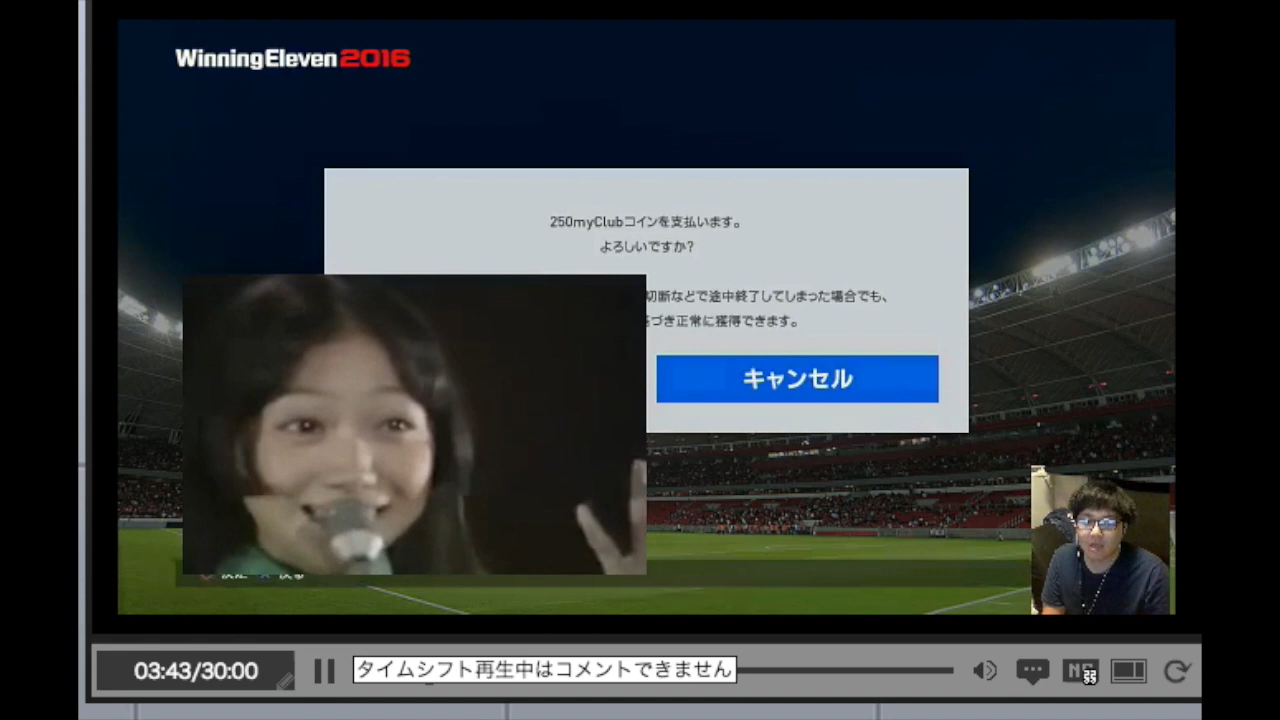 WinningEleven2016
250myClubコインを支払います。
よろしいですか?
切断などで途中終了してしまった場合でも、
づき正常に獲得できます。
キャンセル
03:43/30:00
タイムシフト再生中はコメントできません